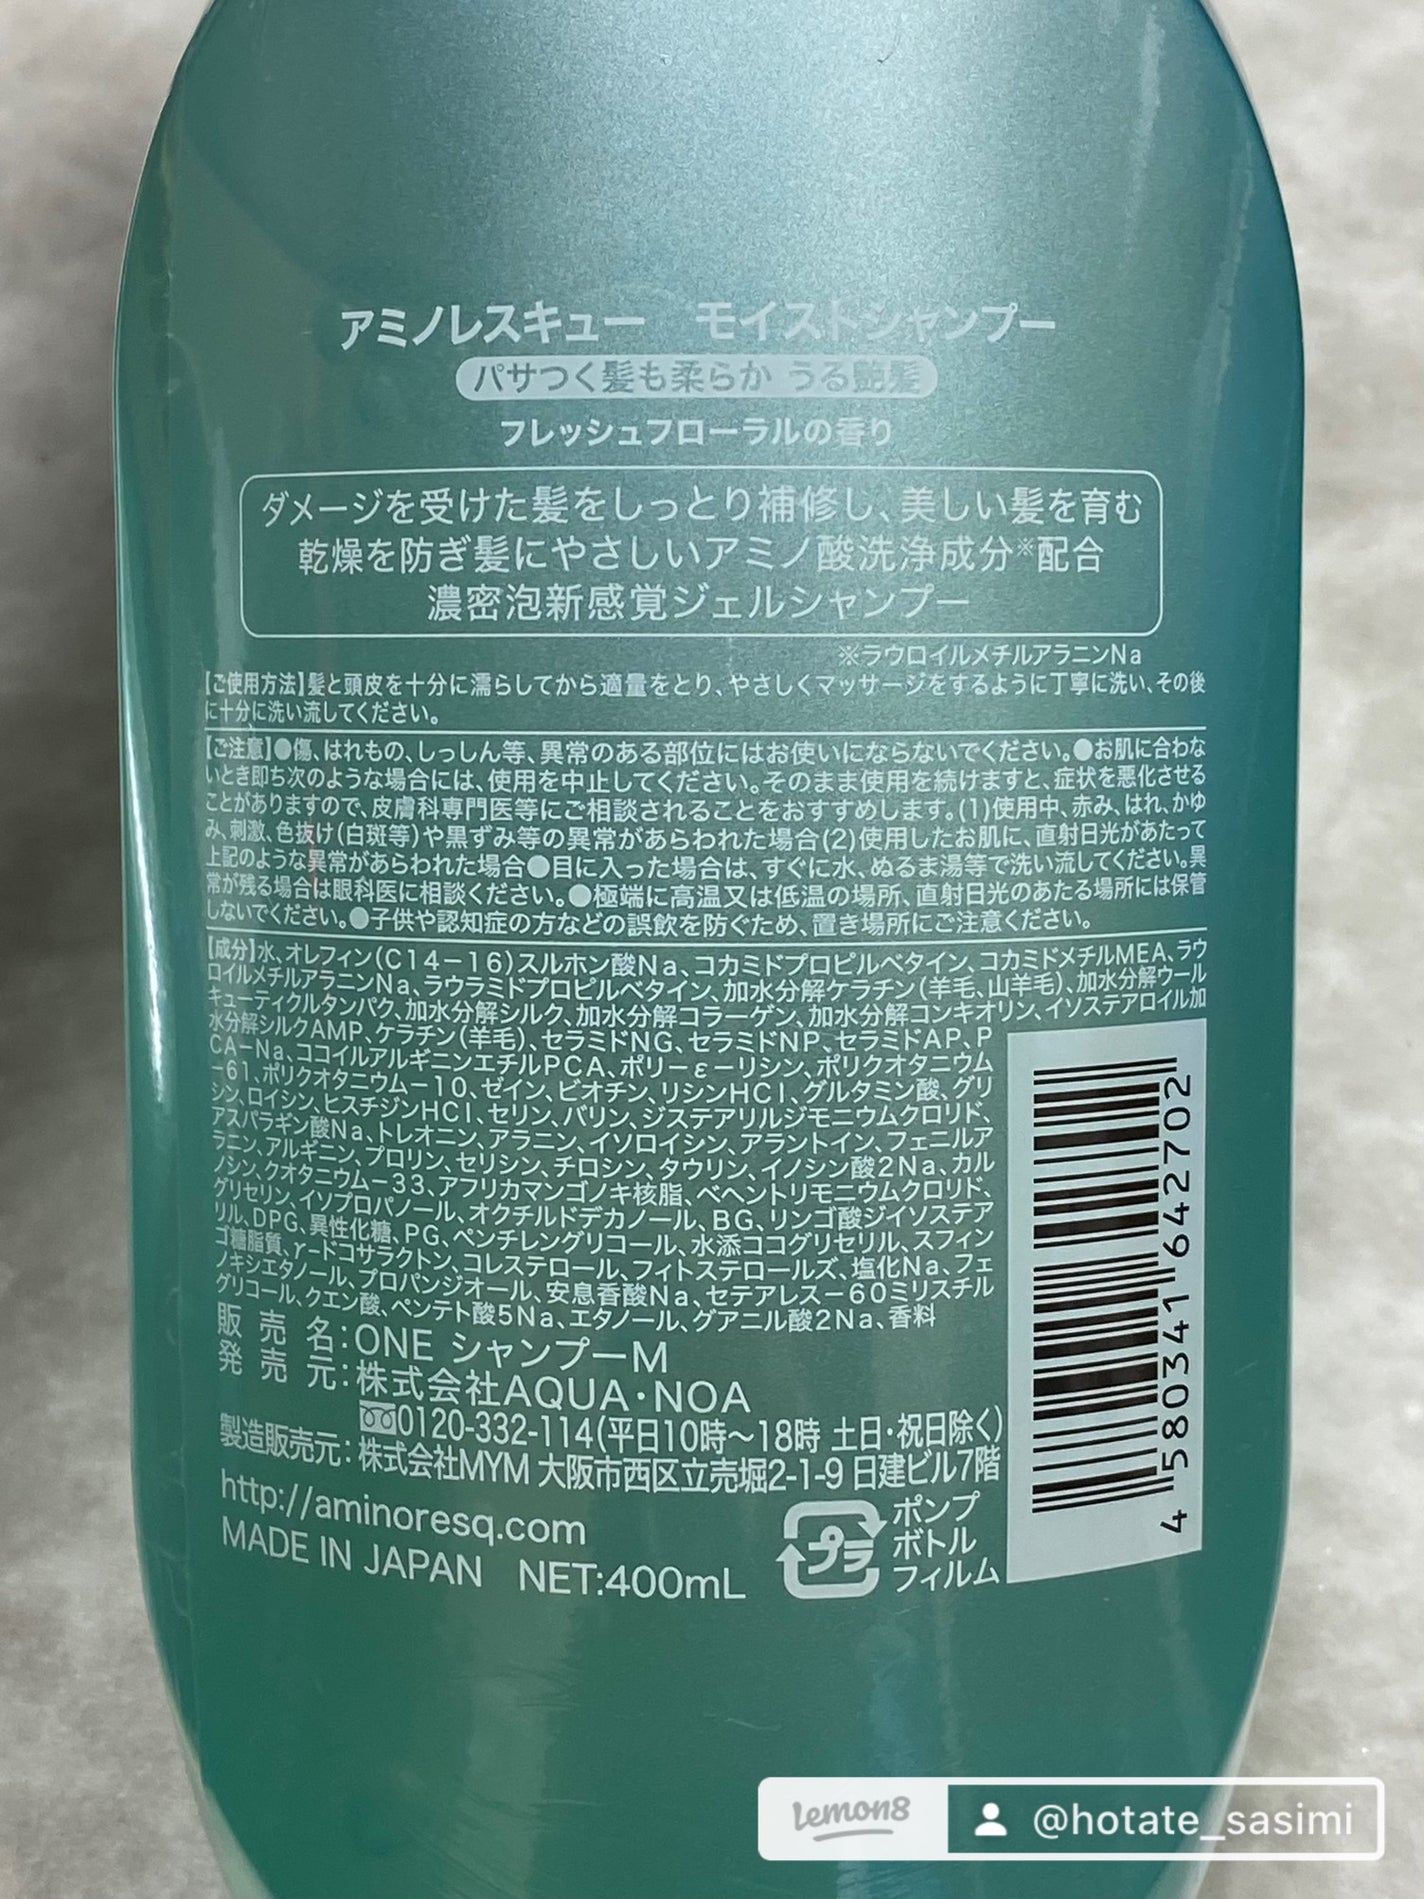 アミノレスキュー　モイストシャンプー
パサつく髪も柔らか うる艶髪
フレッシュフローラルの香り
ダメージを受けた髪をしっとり補修し、美しい髪を育む
乾燥を防ぎ髪にやさしいアミノ酸洗浄成分※配合
濃密泡新感覚ジェルシャンプー
※ラウロイルメチルアラニンNa
【ご使用方法】髪と頭皮を十分に濡らしてから適量をとり、やさしくマッサージをするように丁寧に洗い、その後
に十分に洗い流してください。
【ご注意】●傷、はれもの、しっしん等、異常のある部位にはお使いにならないでください。●お肌に合わな
いとき即ち次のような場合には、使用を中止してください。そのまま使用を続けますと、症状を悪化させる
ことがありますので、皮膚科専門医等にご相談されることをおすすめします。(1)使用中、赤み、はれ、かゆ
み、刺激、色抜け(白斑等)や黒ずみ等の異常があらわれた場合(2)使用したお肌に、直射日光があたって
上記のような異常があらわれた場合●目に入った場合は、すぐに水、ぬるま湯等で洗い流してください。異
常が残る場合は眼科医に相談ください。●極端に高温又は低温の場所、直射日光のあたる場所には保管
しないでください。●子供や認知症の方などの誤飲を防ぐため、置き場所にご注意ください。
【成分】水、オレフィン(C14－16)スルホン酸Na、コカミドプロピルベタイン、コカミドメチルMEA、ラウ
ロイルメチルアラニンNa、ラウラミドプロピルベタイン、加水分解ケラチン(羊毛、山羊毛)、加水分解ウール
キューティクルタンパク、加水分解シルク、加水分解コラーゲン、加水分解コンキオリン、イソステアロイル加
水分解シルクAMP、ケラチン(羊毛)、セラミドNG、セラミドNP、セラミドAP、P
CA－Na、ココイルアルギニンエチルPCA、ポリ－ε－リシン、ポリクオタニウム
－61、ポリクオタニウム－10、ゼイン、ビオチン、リシンHCl、グルタミン酸、グリ
シン、ロイシン、ヒスチジンHCl、セリン、バリン、ジステアリルジモニウムクロリド、
アスパラギン酸Na、トレオニン、アラニン、イソロイシン、アラントイン、フェニルア
ラニン、アルギニン、プロリン、セリシン、チロシン、タウリン、イノシン酸2Na、カル
ノシン、クオタニウム－33、アフリカマンゴノキ核脂、ベヘントリモニウムクロリド、
グリセリン、イソプロパノール、オクチルドデカノール、BG、リンゴ酸ジイソステア
リル、DPG、異性化糖、PG、ペンチレングリコール、水添ココグリセリル、スフィン
ゴ糖脂質、γ－ドコサラクトン、コレステロール、フィトステロールズ、塩化Na、フェ
ノキシエタノール、プロパンジオール、安息香酸Na、セテアレス－60ミリスチル
グリコール、クエン酸、ペンテト酸5Na、エタノール、グアニル酸2Na、香料
販売名：ONE シャンプーM
発売元：株式会社AQUA・NOA
0120-332-114(平日10時〜18時 土日・祝日除く)
製造販売元：株式会社MYM 大阪市西区立売堀2-1-9 日建ビル7階
http://aminoresq.com
MADE IN JAPAN　NET:400mL
プラ
ポンプ
ボトル
フィルム
4580341642702
Lemon8 @hotate_sasimi